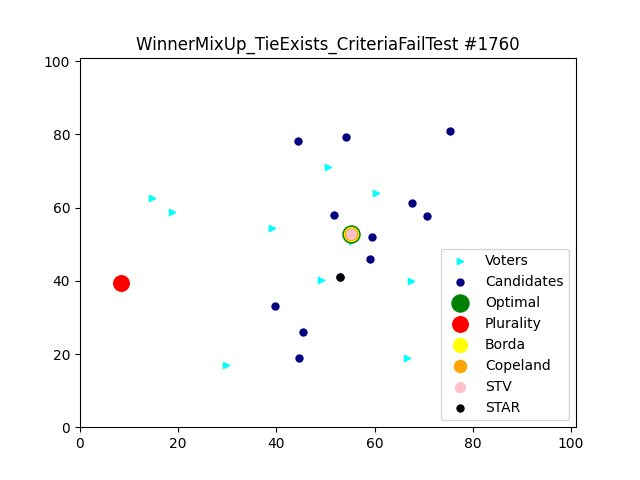 WinnerMixUp_TieExists_CriteriaFailTest #1760
100
80
60
40
20
0
0 20 40 60 80 100
Voters
Candidates
Optimal
Plurality
Borda
Copeland
STV
STAR